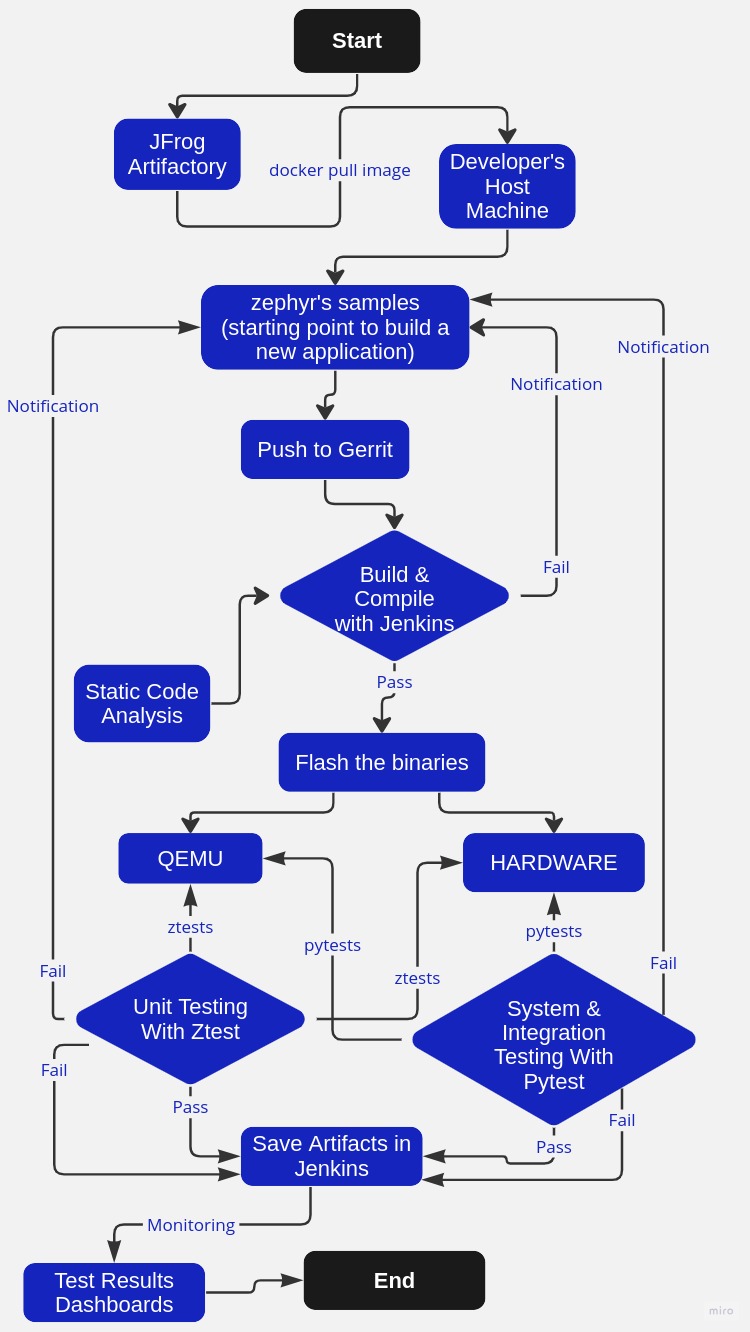 Start
JFrog
Artifactory
docker pull image
Developer's
Host
Machine
zephyr's samples
(starting point to build a
new application)
Notification
Notification
Notification
Push to Gerrit
Build &
Compile
with Jenkins
Fail
Static Code
Analysis
Pass
Flash the binaries
QEMU
HARDWARE
ztests
pytests
pytests
ztests
Fail
Fail
Unit Testing
With Ztest
System &
Integration
Testing With
Pytest
Fail
Pass
Fail
Pass
Save Artifacts in
Jenkins
Monitoring
Test Results
Dashboards
End
miro